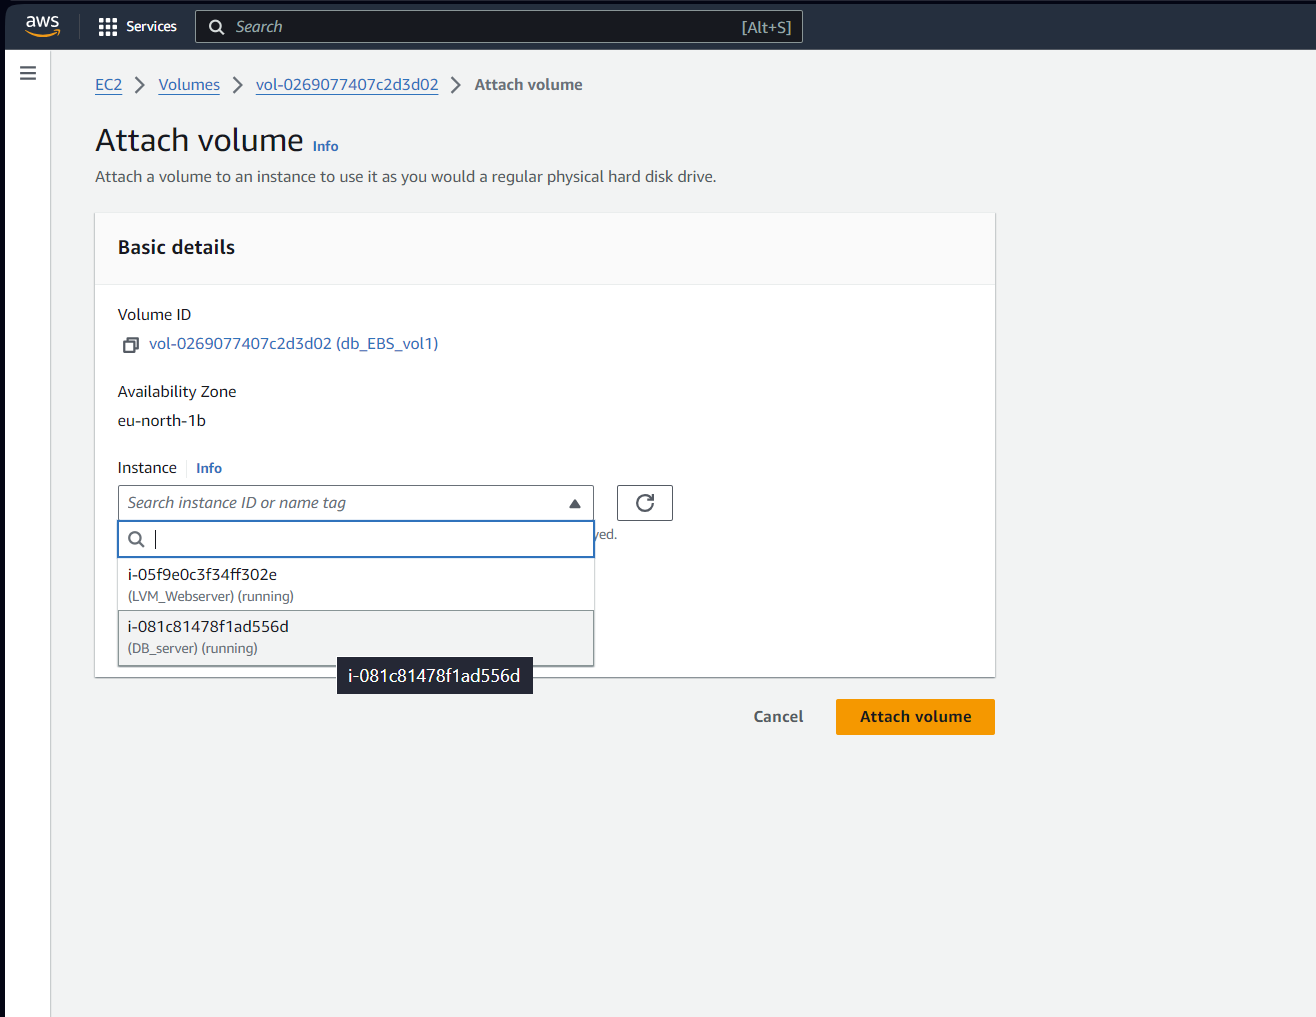 aws
Services
Search [Alt+S]
EC2 Volumes vol-0269077407c2d3d02 Attach volume
Attach volume Info
Attach a volume to an instance to use it as you would a regular physical hard disk drive.
Basic details
Volume ID
vol-0269077407c2d3d02 (db_EBS_vol1)
Availability Zone
eu-north-1b
Instance Info
Search instance ID or name tag
i-05f9e0c3f34ff302e
(LVM_Webserver) (running)
i-081c81478f1ad556d
(DB_server) (running)
i-081c81478f1ad556d
Cancel Attach volume